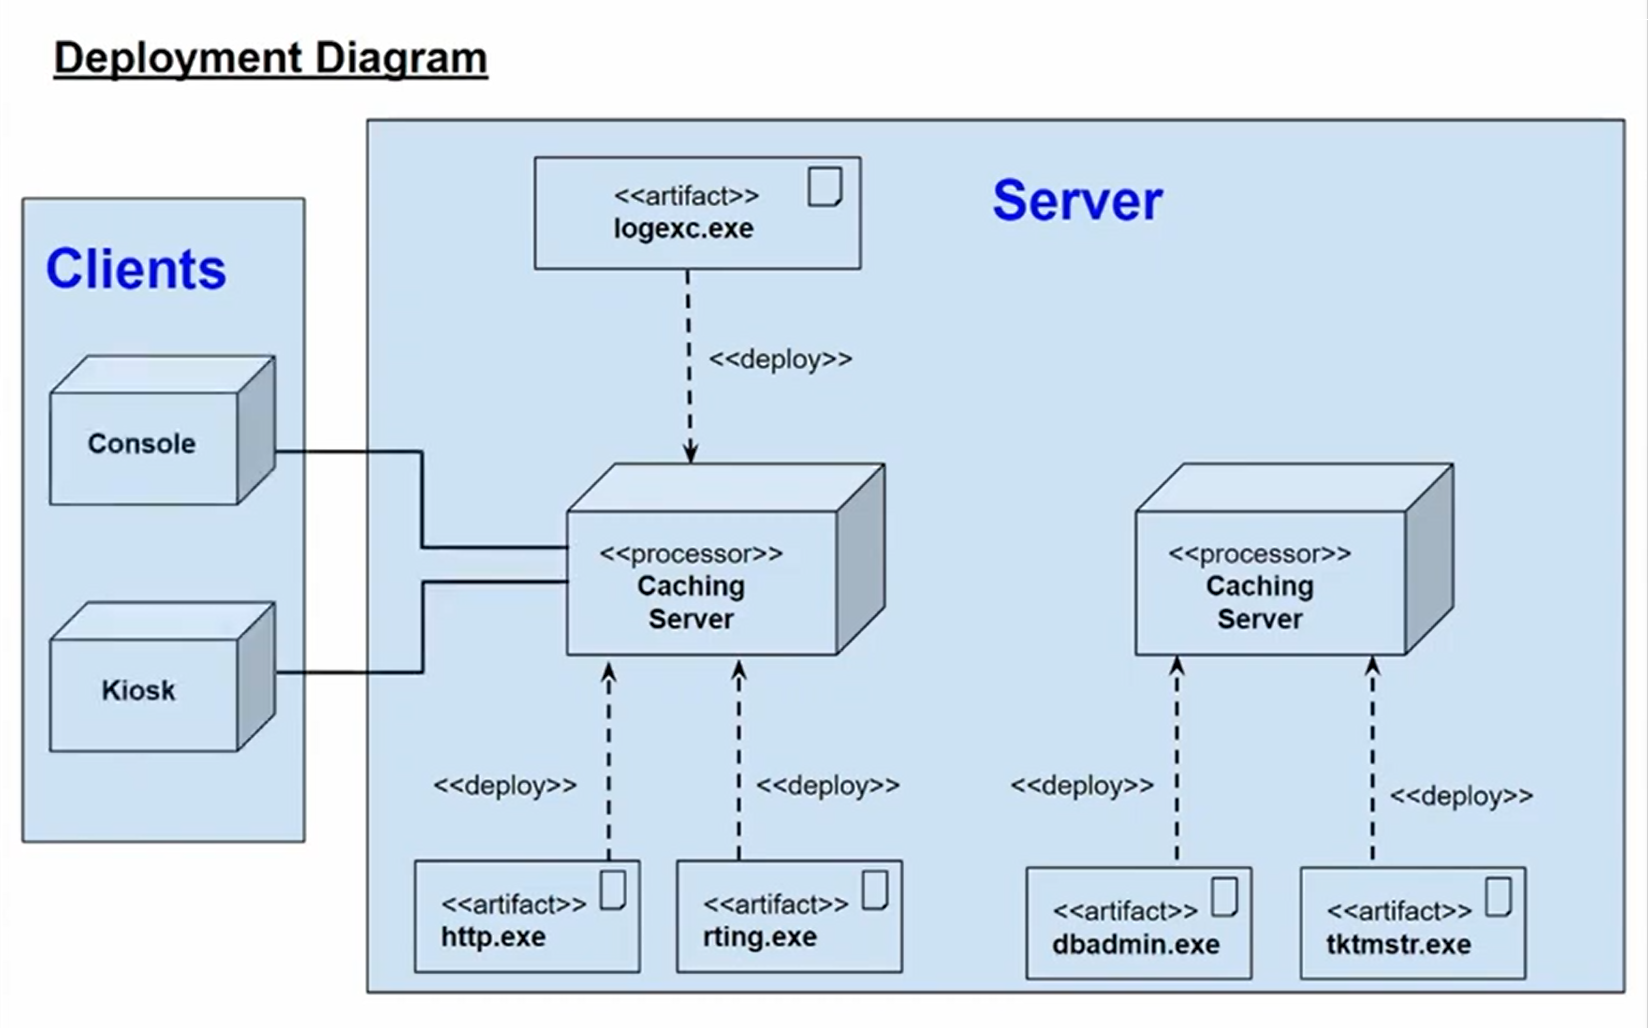 Deployment Diagram
Clients
Console
Kiosk
Server
<<artifact>>
logexc.exe
<<deploy>>
<<processor>>
Caching
Server
<<processor>>
Caching
Server
<<deploy>>
<<deploy>>
<<deploy>>
<<deploy>>
<<artifact>>
http.exe
<<artifact>>
rting.exe
<<artifact>>
dbadmin.exe
<<artifact>>
tktmstr.exe